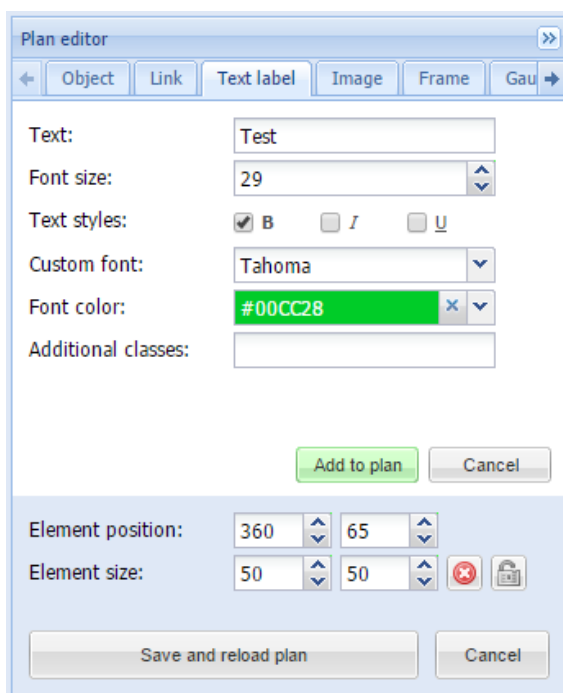 Plan editor
Object Link Text label Image Frame Gau
Text: Test
Font size: 29
Text styles: B I U
Custom font: Tahoma
Font color: #00CC28
Additional classes:
Add to plan Cancel
Element position: 360 65
Element size: 50 50
Save and reload plan Cancel